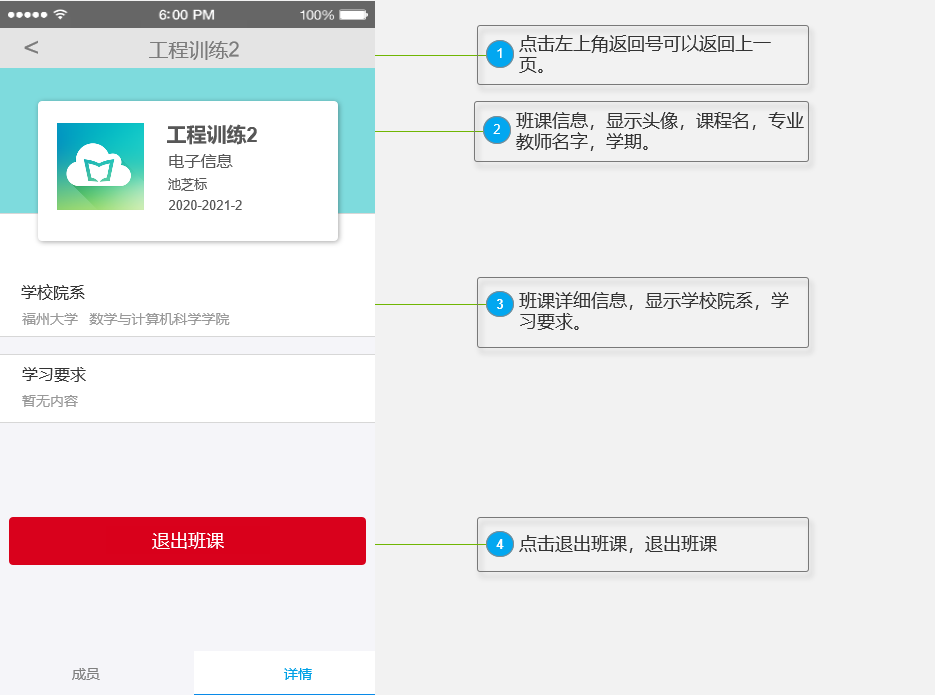 6:00 PM 100%
< 工程训练2
工程训练2
电子信息
池芝标
2020-2021-2
学校院系
福州大学 数学与计算机科学学院
学习要求
暂无内容
退出班课
成员 详情
1 点击左上角返回号可以返回上一
页。
2 班课信息，显示头像，课程名，专业
教师名字，学期。
3 班课详细信息，显示学校院系，学
习要求。
4 点击退出班课，退出班课